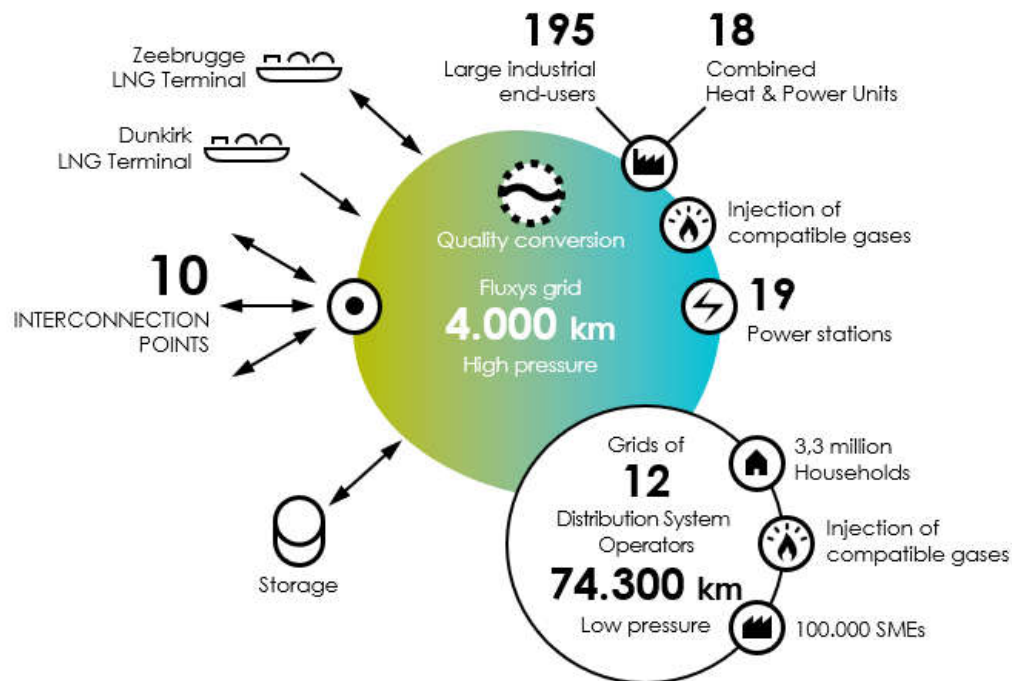 195
Large industrial
end-users
18
Combined
Heat & Power Units
Zeebrugge
LNG Terminal
Dunkirk
LNG Terminal
Quality conversion
Injection of
compatible gases
10
INTERCONNECTION
POINTS
Fluxys grid
4.000 km
High pressure
19
Power stations
Grids of
12
Distribution System
Operators
74.300 km
Low pressure
3,3 million
Households
Injection of
compatible gases
100.000 SMEs
Storage